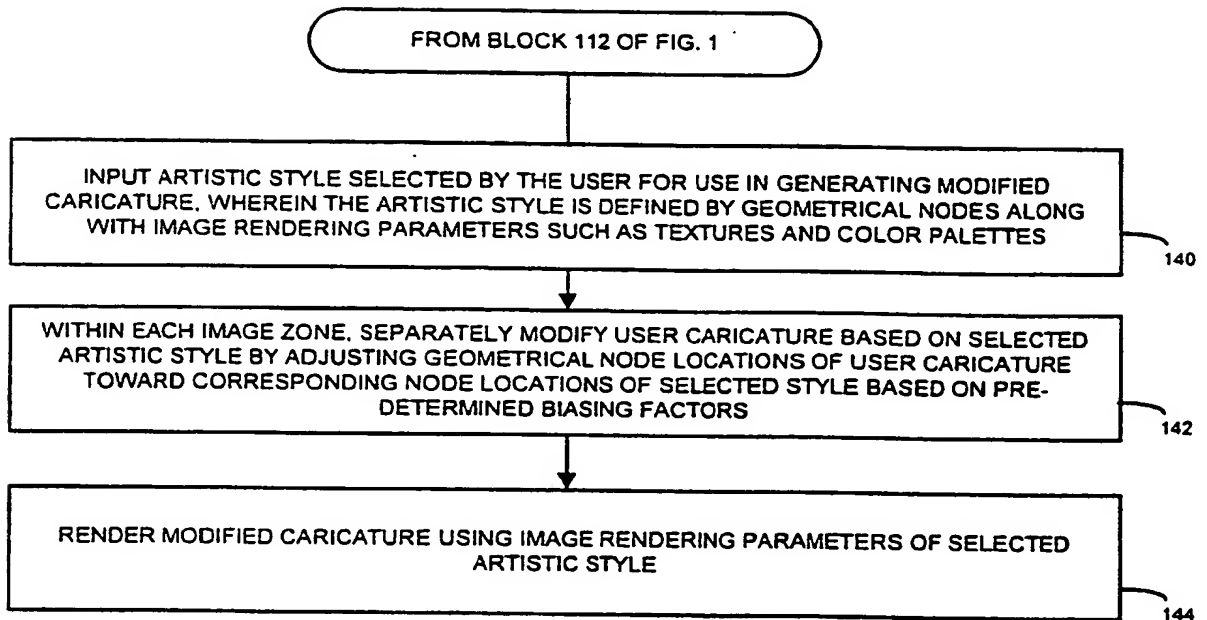 FROM BLOCK 112 OF FIG. 1
INPUT ARTISTIC STYLE SELECTED BY THE USER FOR USE IN GENERATING MODIFIED
CARICATURE, WHEREIN THE ARTISTIC STYLE IS DEFINED BY GEOMETRICAL NODES ALONG
WITH IMAGE RENDERING PARAMETERS SUCH AS TEXTURES AND COLOR PALETTES
140
WITHIN EACH IMAGE ZONE, SEPARATELY MODIFY USER CARICATURE BASED ON SELECTED
ARTISTIC STYLE BY ADJUSTING GEOMETRICAL NODE LOCATIONS OF USER CARICATURE
TOWARD CORRESPONDING NODE LOCATIONS OF SELECTED STYLE BASED ON PRE-
DETERMINED BIASING FACTORS
142
RENDER MODIFIED CARICATURE USING IMAGE RENDERING PARAMETERS OF SELECTED
ARTISTIC STYLE
144